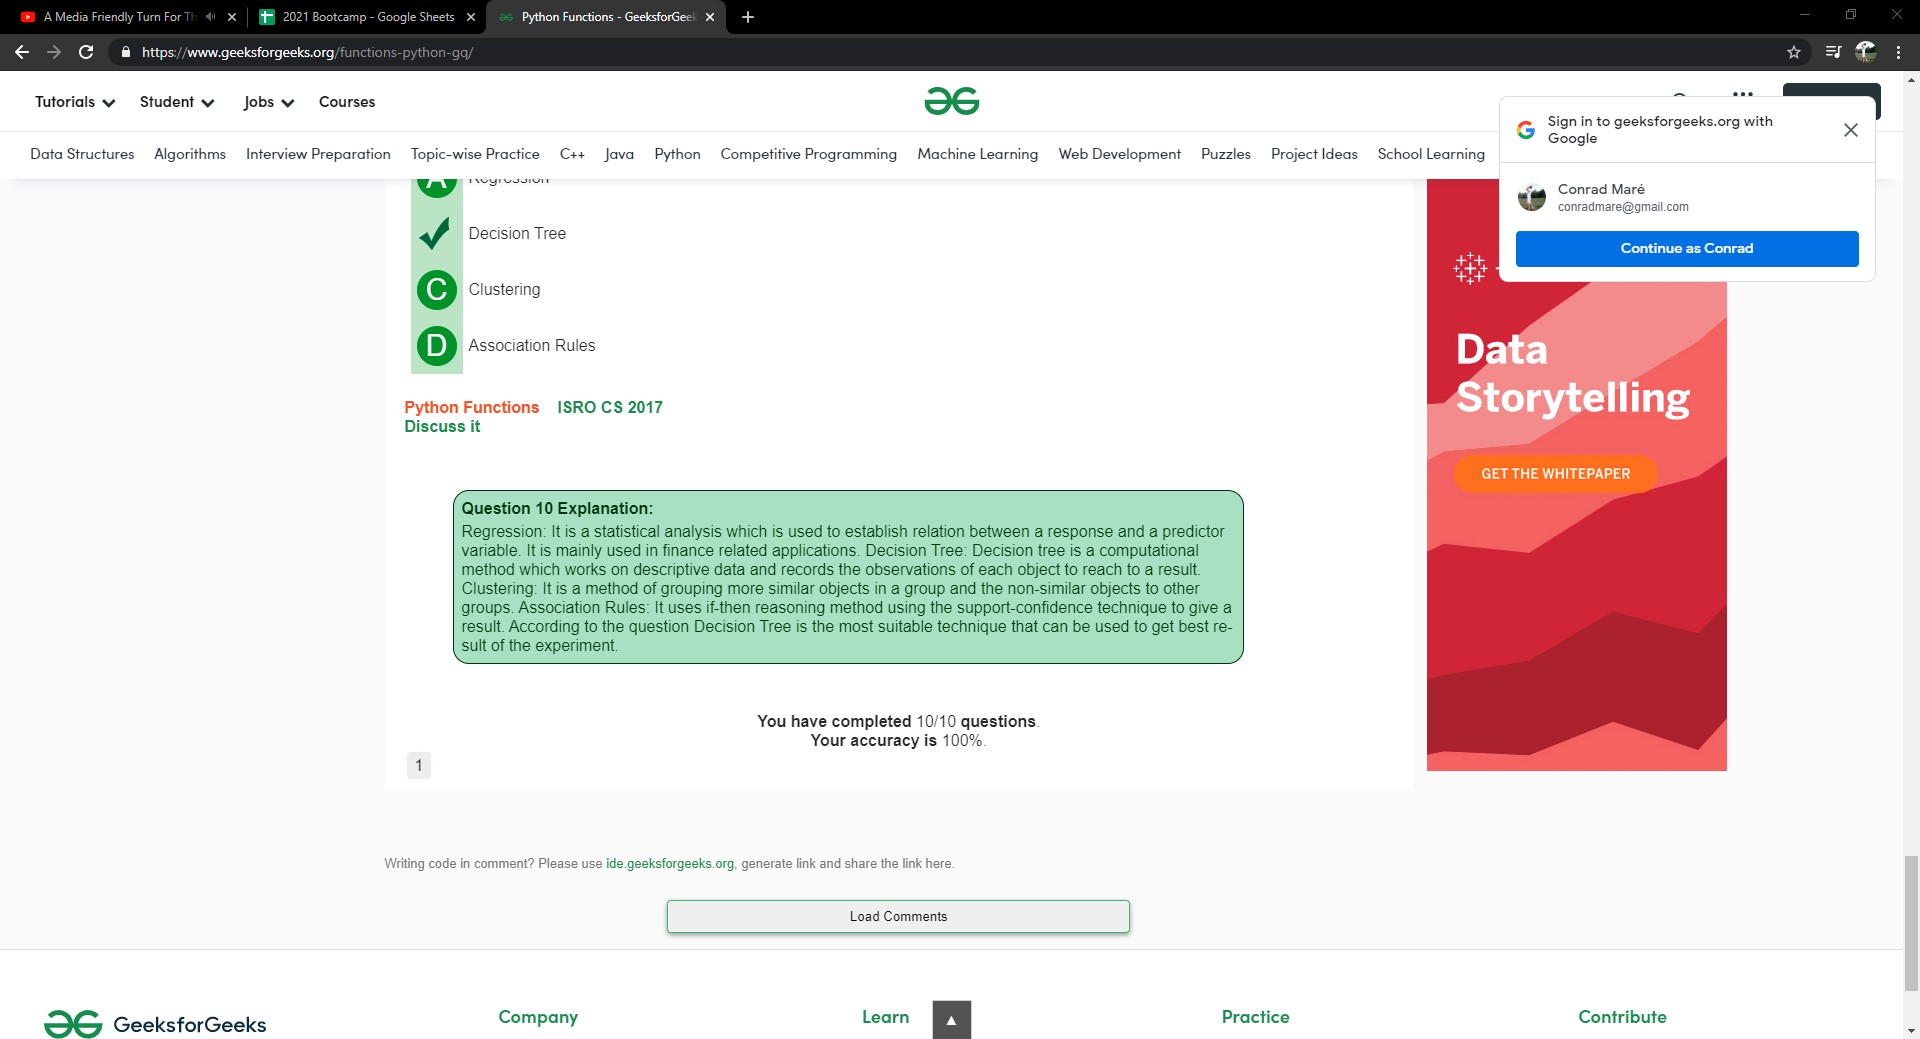 A Media Friendly Turn For Th
2021 Bootcamp - Google Sheets
Python Functions - GeeksforGeek
https://www.geeksforgeeks.org/functions-python-gq/
Tutorials Student Jobs Courses
Data Structures Algorithms Interview Preparation Topic-wise Practice C++ Java Python Competitive Programming Machine Learning Web Development Puzzles Project Ideas School Learning
Sign in to geeksforgeeks.org with
Google
Conrad Maré
conradmare@gmail.com
Continue as Conrad
A Regression
Decision Tree
C Clustering
D Association Rules
Python Functions ISRO CS 2017
Discuss it
Question 10 Explanation:
Regression: It is a statistical analysis which is used to establish relation between a response and a predictor
variable. It is mainly used in finance related applications. Decision Tree: Decision tree is a computational
method which works on descriptive data and records the observations of each object to reach to a result.
Clustering: It is a method of grouping more similar objects in a group and the non-similar objects to other
groups. Association Rules: It uses if-then reasoning method using the support-confidence technique to give a
result. According to the question Decision Tree is the most suitable technique that can be used to get best re-
sult of the experiment.
You have completed 10/10 questions.
Your accuracy is 100%.
1
Data
Storytelling
GET THE WHITEPAPER
Writing code in comment? Please use ide.geeksforgeeks.org, generate link and share the link here.
Load Comments
GeeksforGeeks
Company
Learn
Practice
Contribute